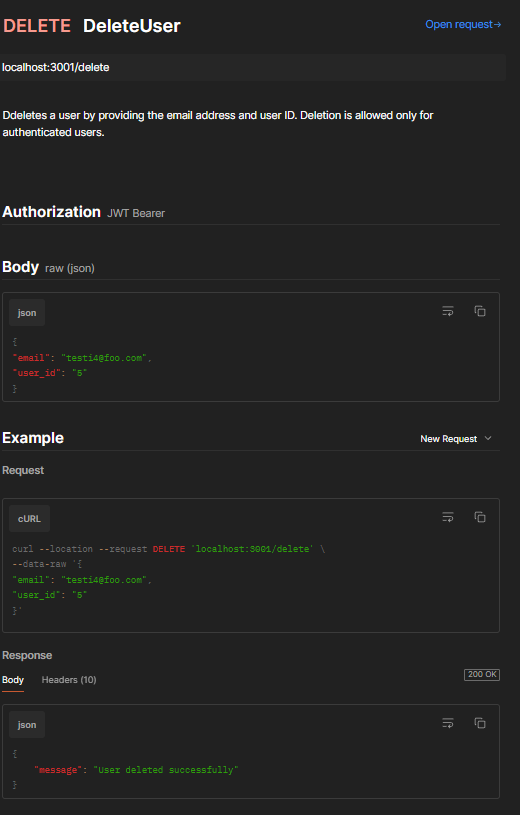 DELETE DeleteUser
Open request→
localhost:3001/delete
Ddeletes a user by providing the email address and user ID. Deletion is allowed only for
authenticated users.
Authorization JWT Bearer
Body raw (json)
json
{
"email": "testi4@foo.com",
"user_id": "5"
}
Example
New Request
Request
cURL
curl --location --request DELETE 'localhost:3001/delete' \
--data-raw '{
"email": "testi4@foo.com",
"user_id": "5"
}'
Response
Body Headers (10)
200 OK
json
{
"message": "User deleted successfully"
}